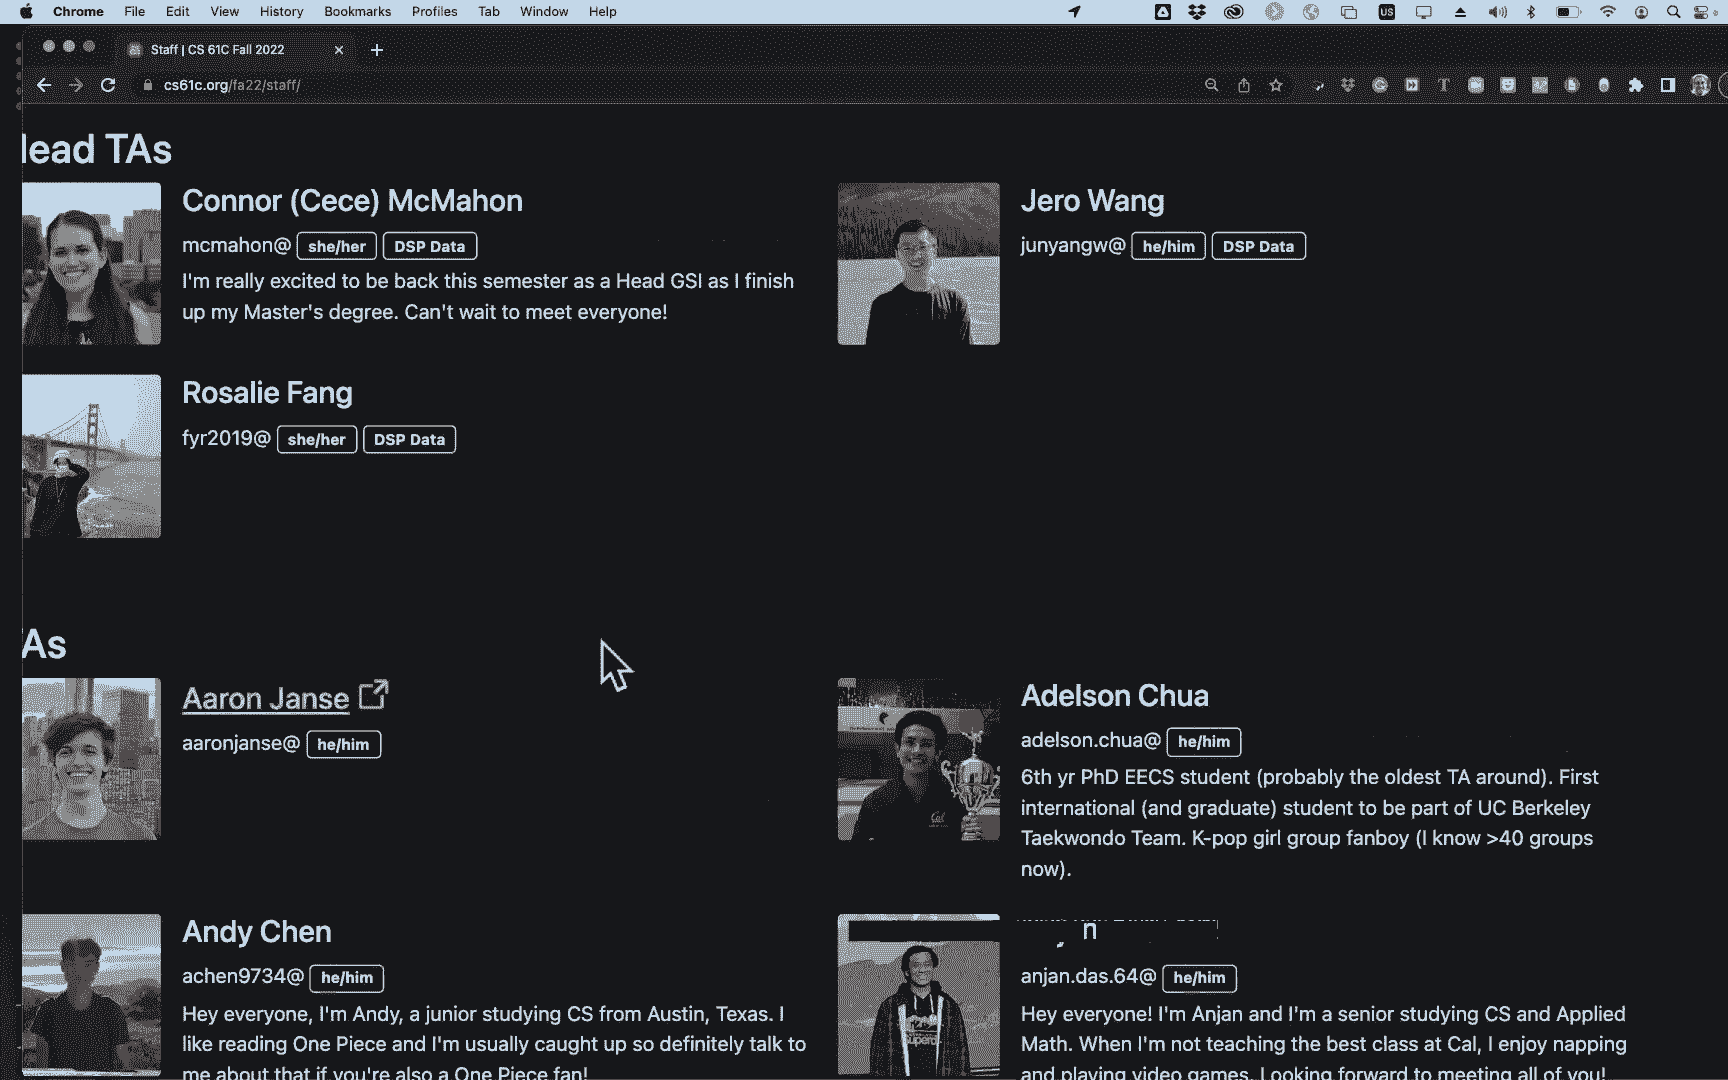 Chrome File Edit View History Bookmarks Profiles Tab Window Help
US
Staff | CS 61C Fall 2022
cs61c.org/fa22/staff/
lead TAs
Connor (Cece) McMahon
mcmahon@ she/her DSP Data
I'm really excited to be back this semester as a Head GSI as I finish
up my Master's degree. Can't wait to meet everyone!
Jero Wang
junyangw@ he/him DSP Data
Rosalie Fang
fyr2019@ she/her DSP Data
As
Aaron Janse
aaronjanse@ he/him
Adelson Chua
adelson.chua@ he/him
6th yr PhD EECS student (probably the oldest TA around). First
international (and graduate) student to be part of UC Berkeley
Taekwondo Team. K-pop girl group fanboy (I know >40 groups
now).
Cal
Andy Chen
achen9734@ he/him
Hey everyone, I'm Andy, a junior studying CS from Austin, Texas. I
like reading One Piece and I'm usually caught up so definitely talk to
me about that if you're also a One Piece fan!
anjan.das.64@ he/him
Hey everyone! I'm Anjan and I'm a senior studying CS and Applied
Math. When I'm not teaching the best class at Cal, I enjoy napping
and playing video games. Looking forward to meeting all of you!